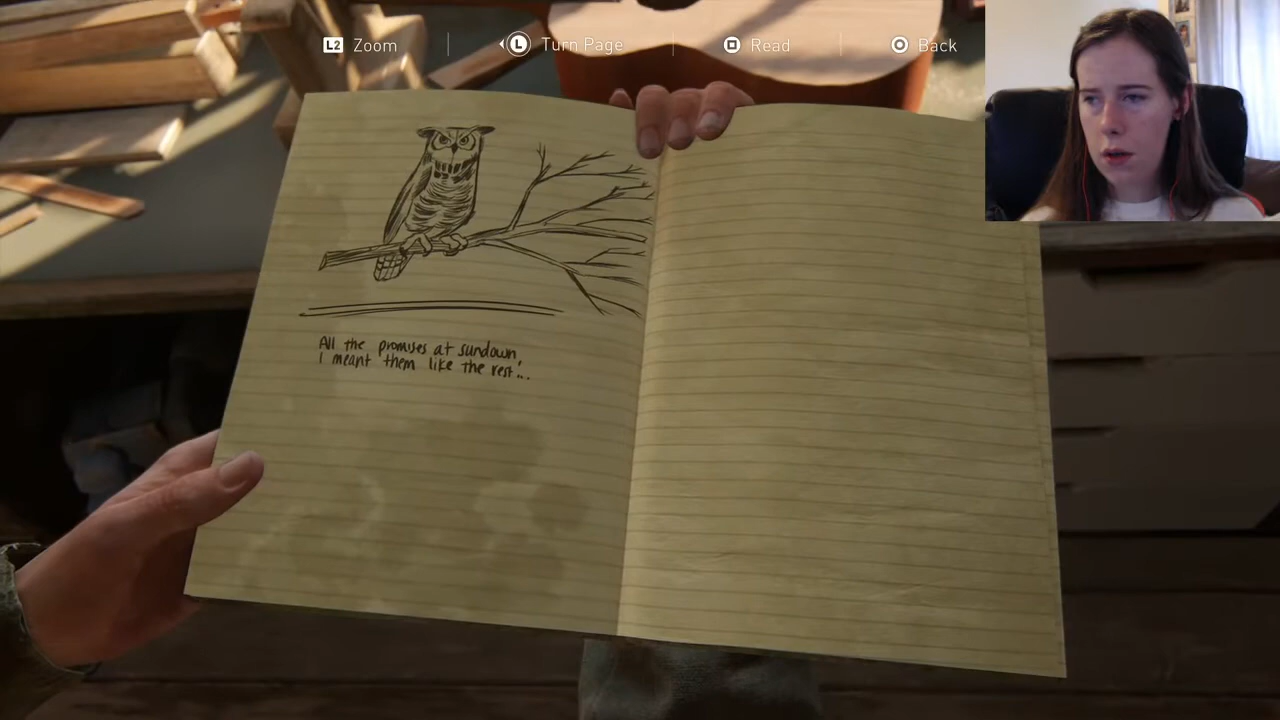 L2 Zoom
L Turn Page
Read
Back
All the promises at sundown,
I meant them like the rest...